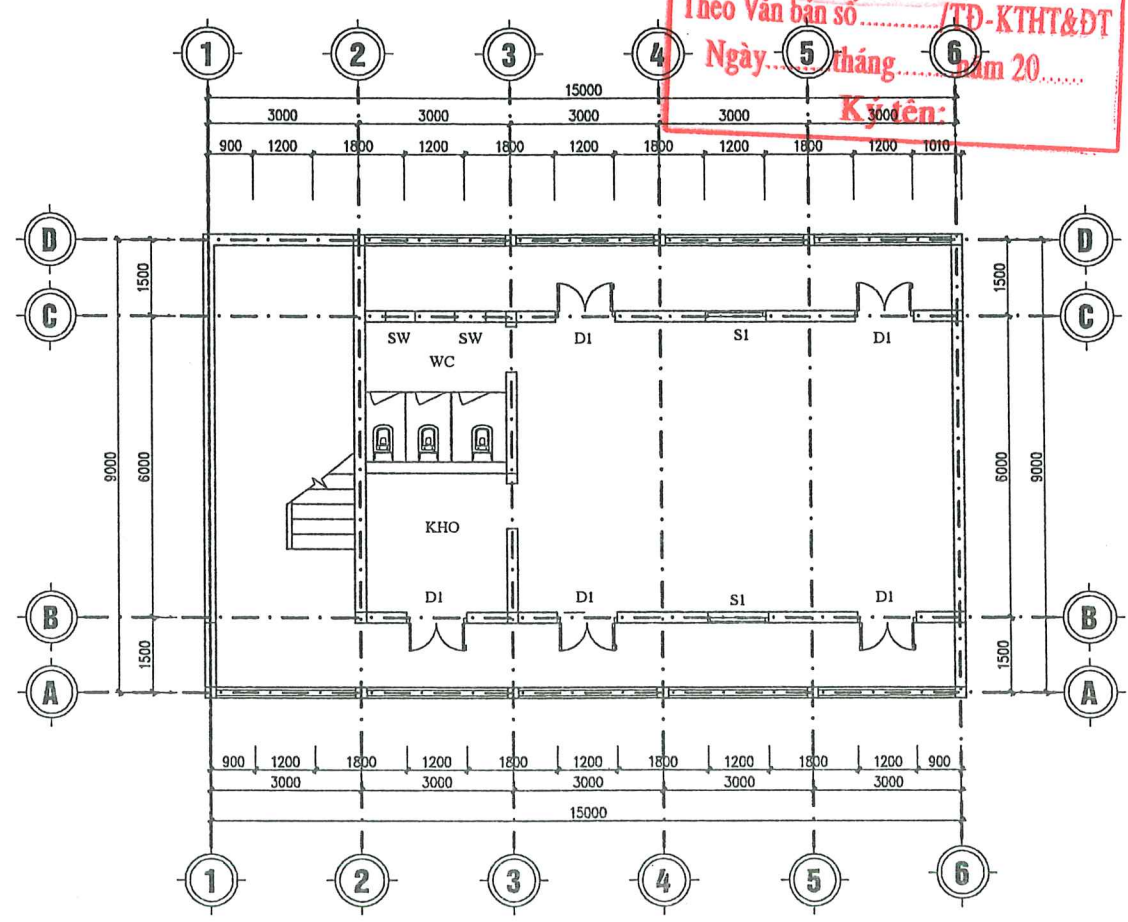 Theo Văn bản số............/TĐ-KTHT&ĐT
Ngày.........tháng.........năm 20......
Ký tên:
1 2 3 4 5 6
15000
3000 3000 3000 3000 3000
900 1200 1800 1200 1800 1200 1800 1200 1800 1200 1010
D D
1500 1500
C C
SW SW D1 S1 D1
WC
9000 6000 6000 9000
KHO
D1 D1 S1 D1
B B
1500 1500
A A
900 1200 1800 1200 1800 1200 1800 1200 1800 1200 900
3000 3000 3000 3000 3000
15000
1 2 3 4 5 6